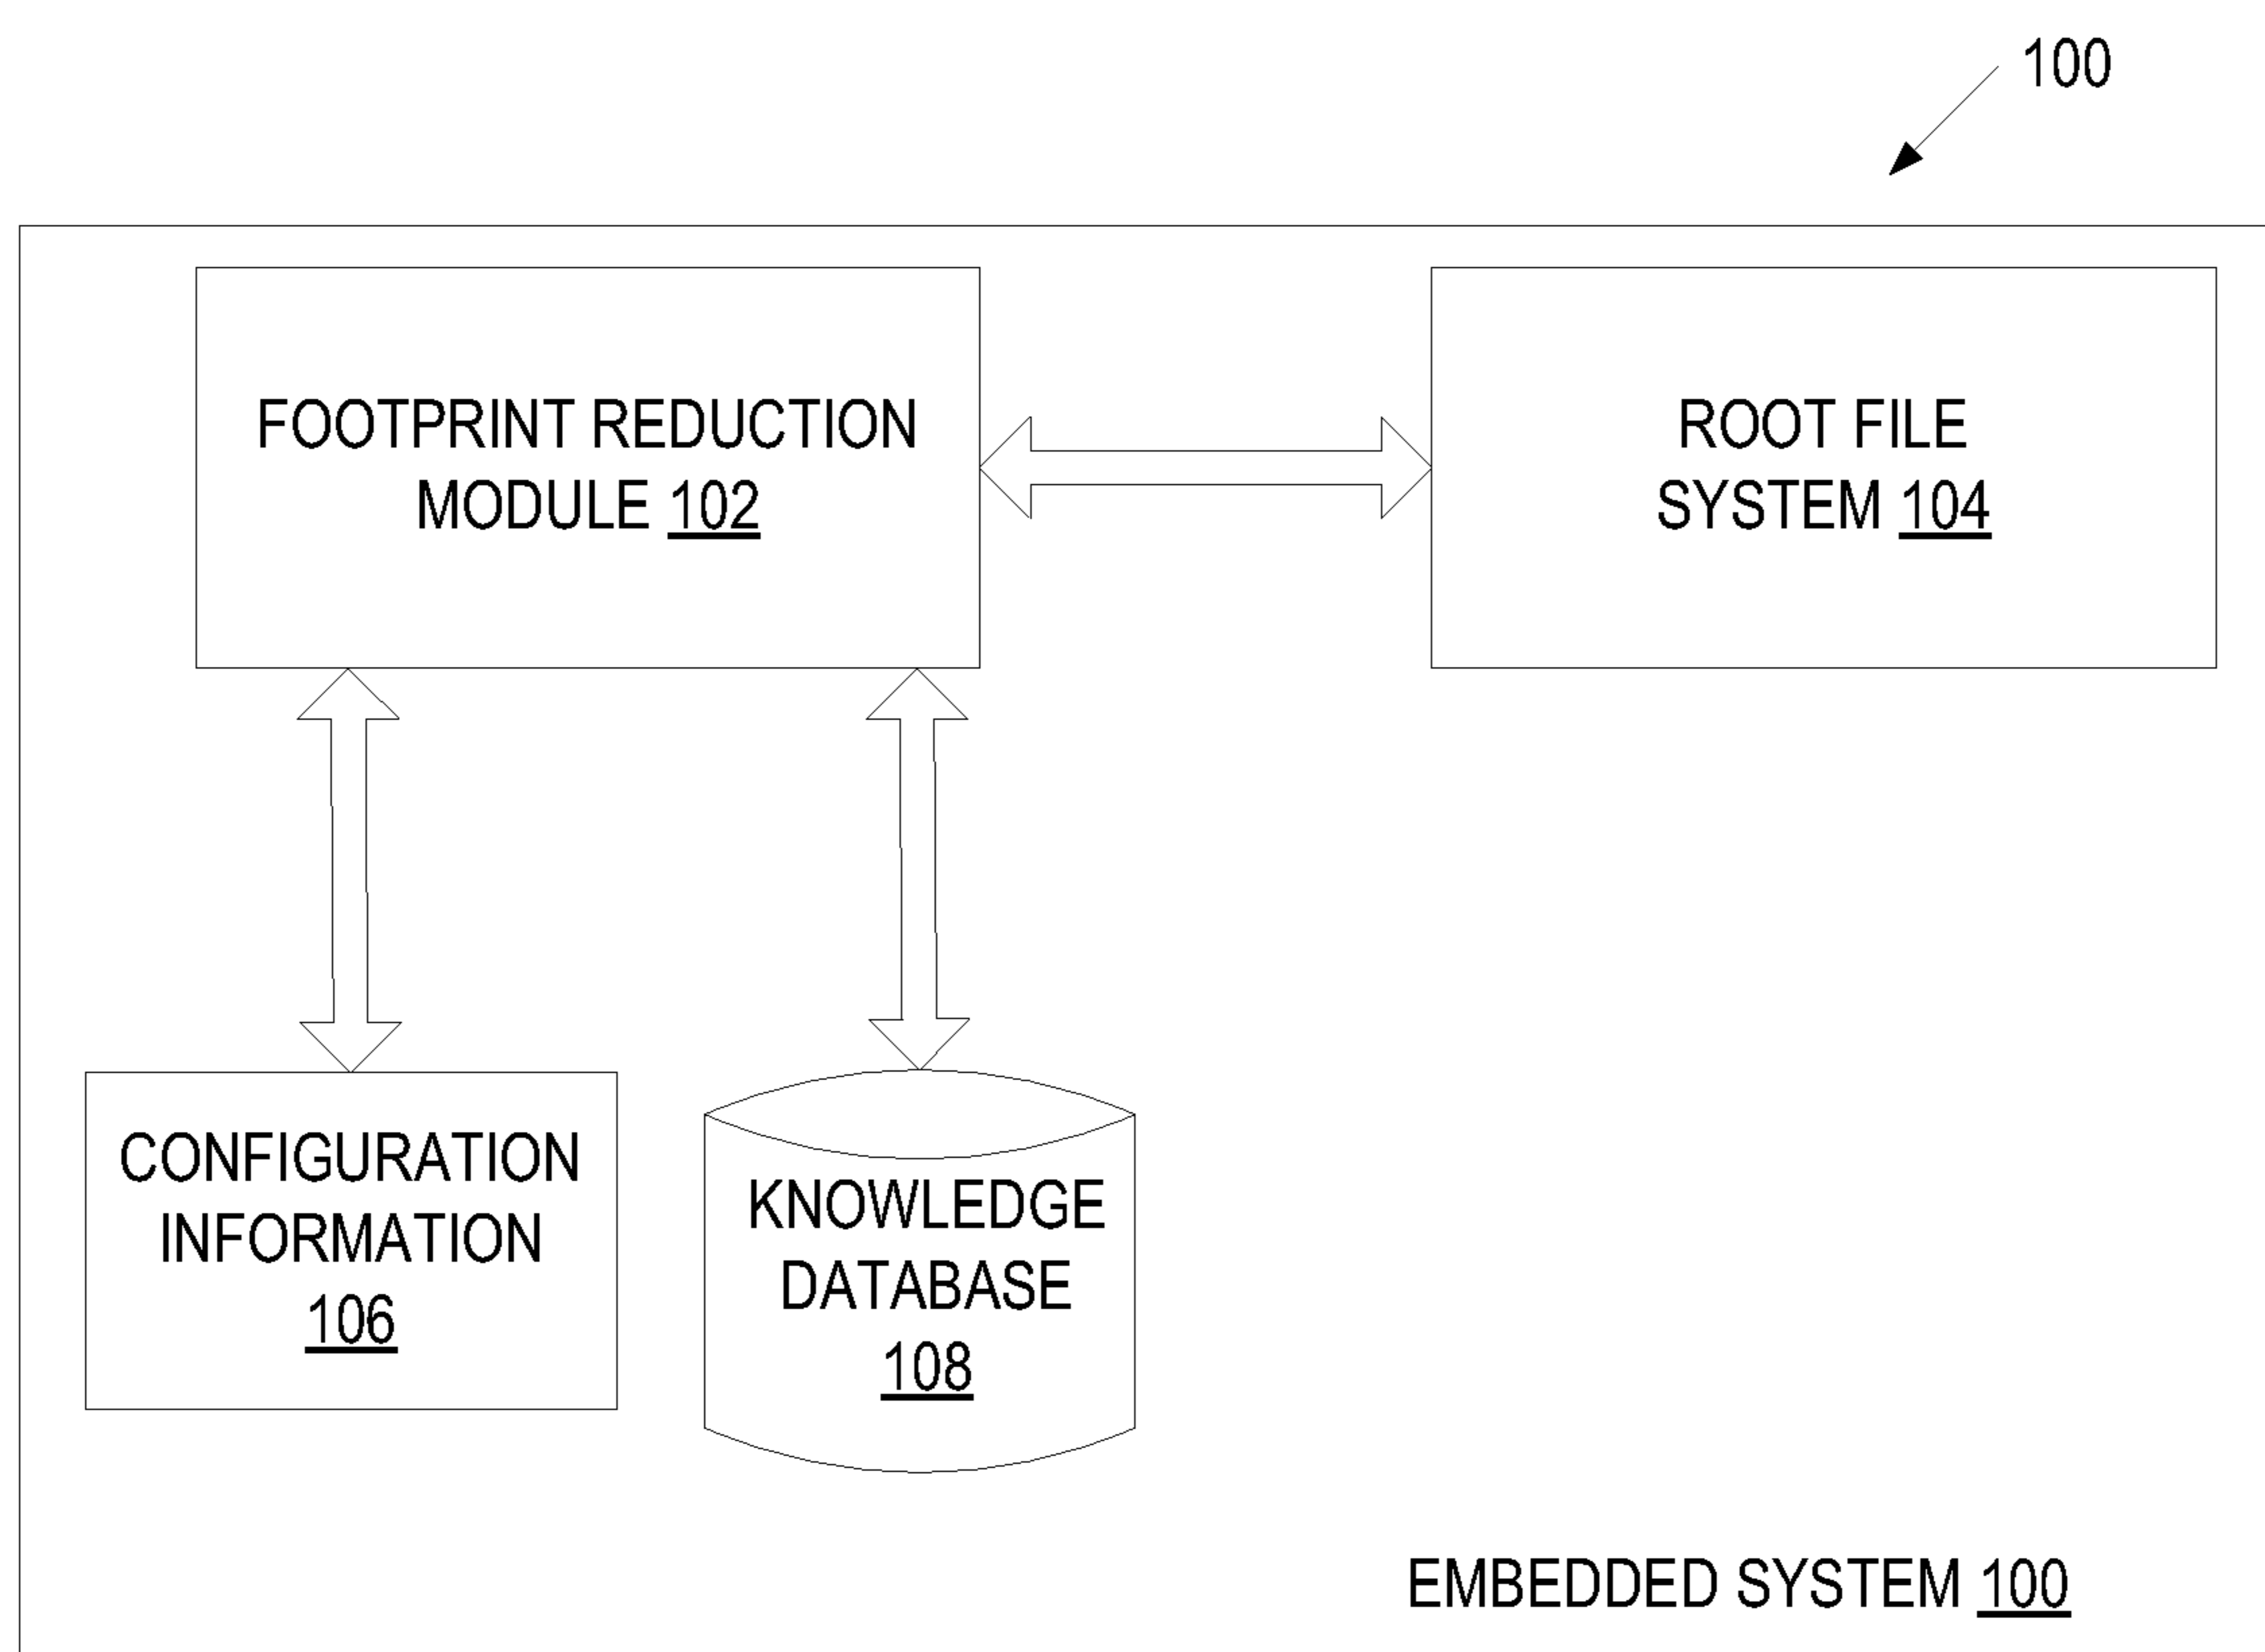 100
FOOTPRINT REDUCTION
MODULE 102
ROOT FILE
SYSTEM 104
CONFIGURATION
INFORMATION
106
KNOWLEDGE
DATABASE
108
EMBEDDED SYSTEM 100